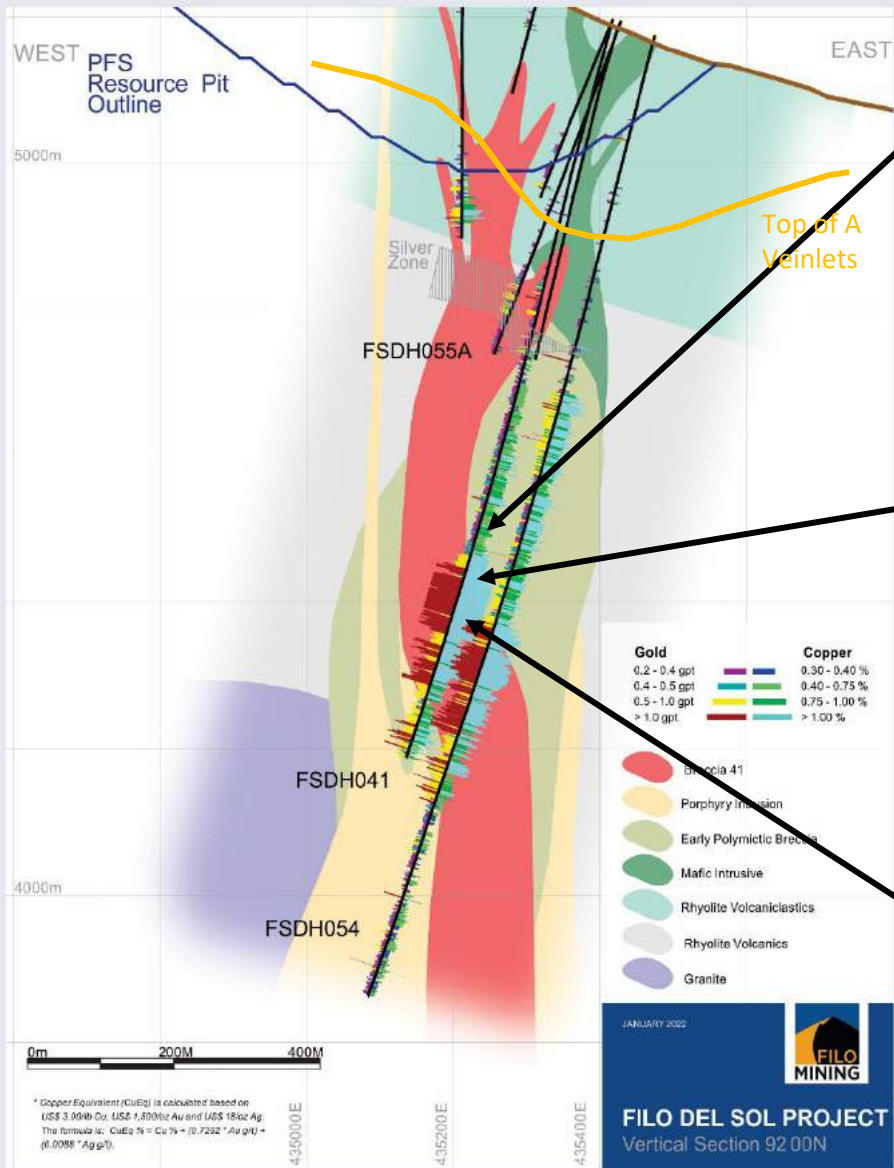 WEST
EAST
PFS
Resource Pit
Outline
5000m
Top of A
Veinlets
Silver
Zone
FSDH055A
Gold
Copper
0.2 - 0.4 gpt
0.30 - 0.40 %
0.4 - 0.5 gpt
0.40 - 0.75 %
0.5 - 1.0 gpt
0.75 - 1.00 %
> 1.0 gpt
> 1.00 %
FSDH041
Breccia 41
Porphyry Intrusion
Early Polymictic Breccia
Mafic Intrusive
4000m
Rhyolite Volcaniclastics
FSDH054
Rhyolite Volcanics
Granite
JANUARY 2022
0m
200M
400M
FILO
MINING
* Copper Equivalent (CuEq) is calculated based on
US$ 3.00/lb Cu, US$ 1,500/oz Au and US$ 18/oz Ag.
The formula is: CuEq % = Cu % + (0.7292 * Au g/t) +
(0.0088 * Ag g/t).
435000E
435200E
435400E
FILO DEL SOL PROJECT
Vertical Section 9200N